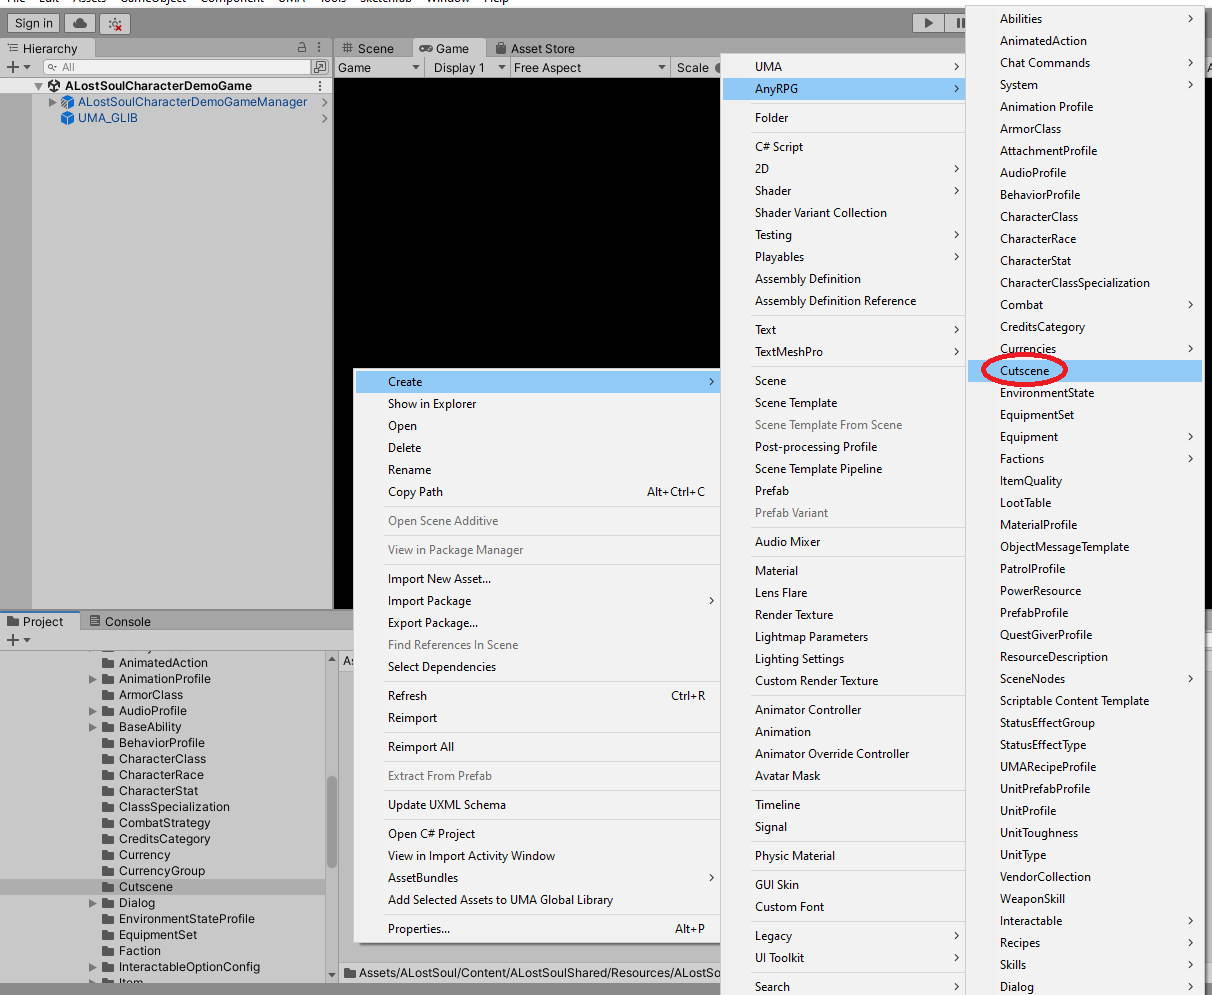 File Edit Assets GameObject Component UMA Tools Sketchfab Window Help
Sign in
Hierarchy
All
ALostSoulCharacterDemoGame
ALostSoulCharacterDemoGameManager
UMA_GLIB
Scene
Game
Asset Store
Game
Display 1
Free Aspect
Scale
Project
Console
AnimatedAction
AnimationProfile
ArmorClass
AudioProfile
BaseAbility
BehaviorProfile
CharacterClass
CharacterRace
CharacterStat
ClassSpecialization
CombatStrategy
CreditsCategory
Currency
CurrencyGroup
Cutscene
Dialog
EnvironmentStateProfile
EquipmentSet
Faction
InteractableOptionConfig
Item
Assets/ALostSoul/Content/ALostSoulShared/Resources/ALostSo
Create
Show in Explorer
Open
Delete
Rename
Copy Path Alt+Ctrl+C
Open Scene Additive
View in Package Manager
Import New Asset...
Import Package
Export Package...
Find References In Scene
Select Dependencies
Refresh Ctrl+R
Reimport
Reimport All
Extract From Prefab
Update UXML Schema
Open C# Project
View in Import Activity Window
AssetBundles
Add Selected Assets to UMA Global Library
Properties... Alt+P
UMA
AnyRPG
Folder
C# Script
2D
Shader
Shader Variant Collection
Testing
Playables
Assembly Definition
Assembly Definition Reference
Text
TextMeshPro
Scene
Scene Template
Scene Template From Scene
Post-processing Profile
Scene Template Pipeline
Prefab
Prefab Variant
Audio Mixer
Material
Lens Flare
Render Texture
Lightmap Parameters
Lighting Settings
Custom Render Texture
Animator Controller
Animation
Animator Override Controller
Avatar Mask
Timeline
Signal
Physic Material
GUI Skin
Custom Font
Legacy
UI Toolkit
Search
Abilities
AnimatedAction
Chat Commands
System
Animation Profile
ArmorClass
AttachmentProfile
AudioProfile
BehaviorProfile
CharacterClass
CharacterRace
CharacterStat
CharacterClassSpecialization
Combat
CreditsCategory
Currencies
Cutscene
EnvironmentState
EquipmentSet
Equipment
Factions
ItemQuality
LootTable
MaterialProfile
ObjectMessageTemplate
PatrolProfile
PowerResource
PrefabProfile
QuestGiverProfile
ResourceDescription
SceneNodes
Scriptable Content Template
StatusEffectGroup
StatusEffectType
UMARecipeProfile
UnitPrefabProfile
UnitProfile
UnitToughness
UnitType
VendorCollection
WeaponSkill
Interactable
Recipes
Skills
Dialog